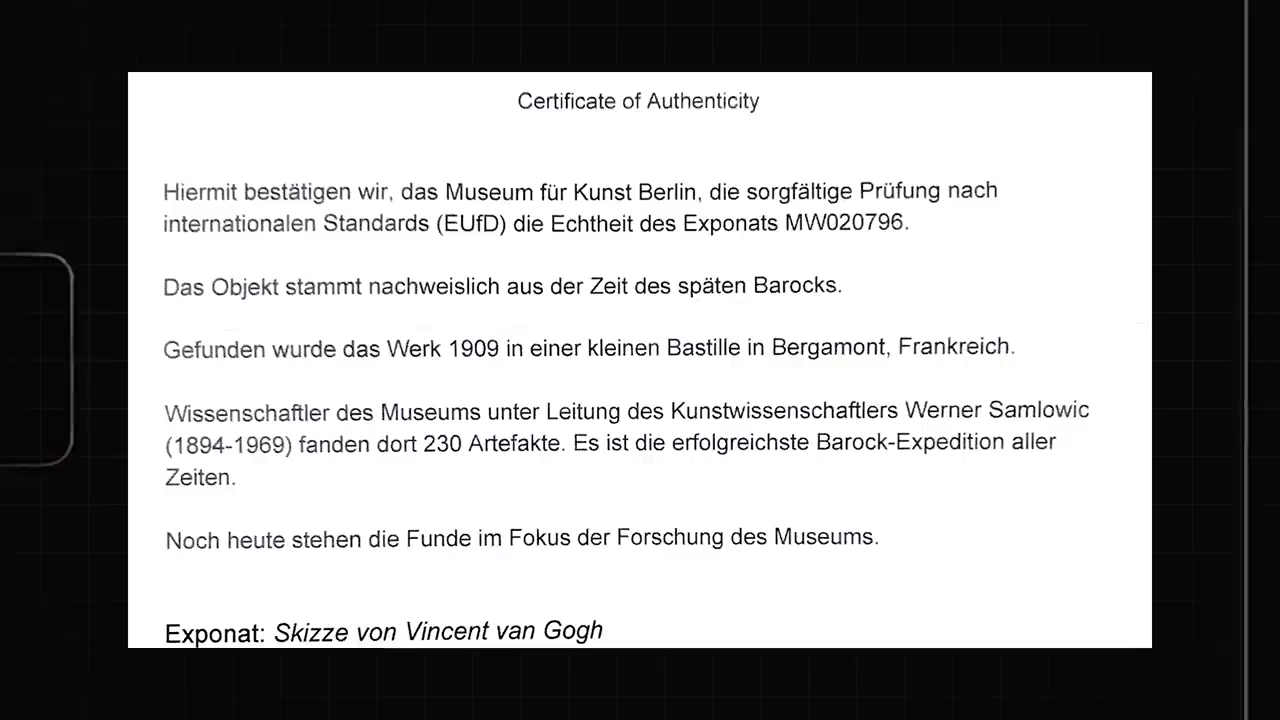 Certificate of Authenticity
Hiermit bestätigen wir, das Museum für Kunst Berlin, die sorgfältige Prüfung nach
internationalen Standards (EUfD) die Echtheit des Exponats MW020796.
Das Objekt stammt nachweislich aus der Zeit des späten Barocks.
Gefunden wurde das Werk 1909 in einer kleinen Bastille in Bergamont, Frankreich.
Wissenschaftler des Museums unter Leitung des Kunstwissenschaftlers Werner Samlowic
(1894-1969) fanden dort 230 Artefakte. Es ist die erfolgreichste Barock-Expedition aller
Zeiten.
Noch heute stehen die Funde im Fokus der Forschung des Museums.
Exponat: Skizze von Vincent van Gogh